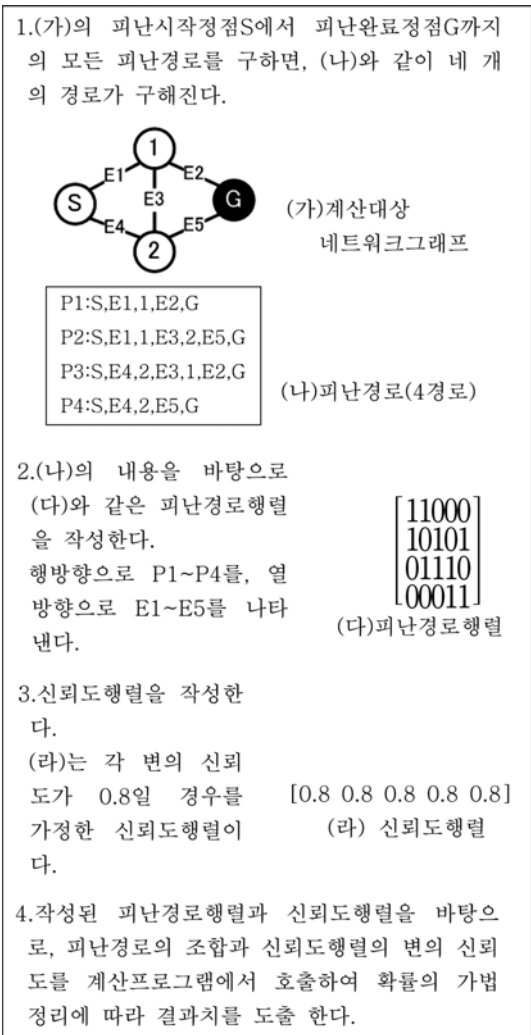 1.(가)의 피난시작정점S에서 피난완료정점G까지
의 모든 피난경로를 구하면, (나)와 같이 네 개
의 경로가 구해진다.
1
E1
E2
S
E3
G
E4
E5
2
(가)계산대상
네트워크그래프
P1:S,E1,1,E2,G
P2:S,E1,1,E3,2,E5,G
P3:S,E4,2,E3,1,E2,G
P4:S,E4,2,E5,G
(나)피난경로(4경로)
2.(나)의 내용을 바탕으로
(다)와 같은 피난경로행렬
을 작성한다.
행방향으로 P1~P4를, 열
방향으로 E1~E5를 나타
낸다.
11000
10101
01110
00011
(다)피난경로행렬
3.신뢰도행렬을 작성한
다.
(라)는 각 변의 신뢰
도가 0.8일 경우를
가정한 신뢰도행렬이
다.
[0.8 0.8 0.8 0.8 0.8]
(라) 신뢰도행렬
4.작성된 피난경로행렬과 신뢰도행렬을 바탕으
로, 피난경로의 조합과 신뢰도행렬의 변의 신뢰
도를 계산프로그램에서 호출하여 확률의 가법
정리에 따라 결과치를 도출 한다.